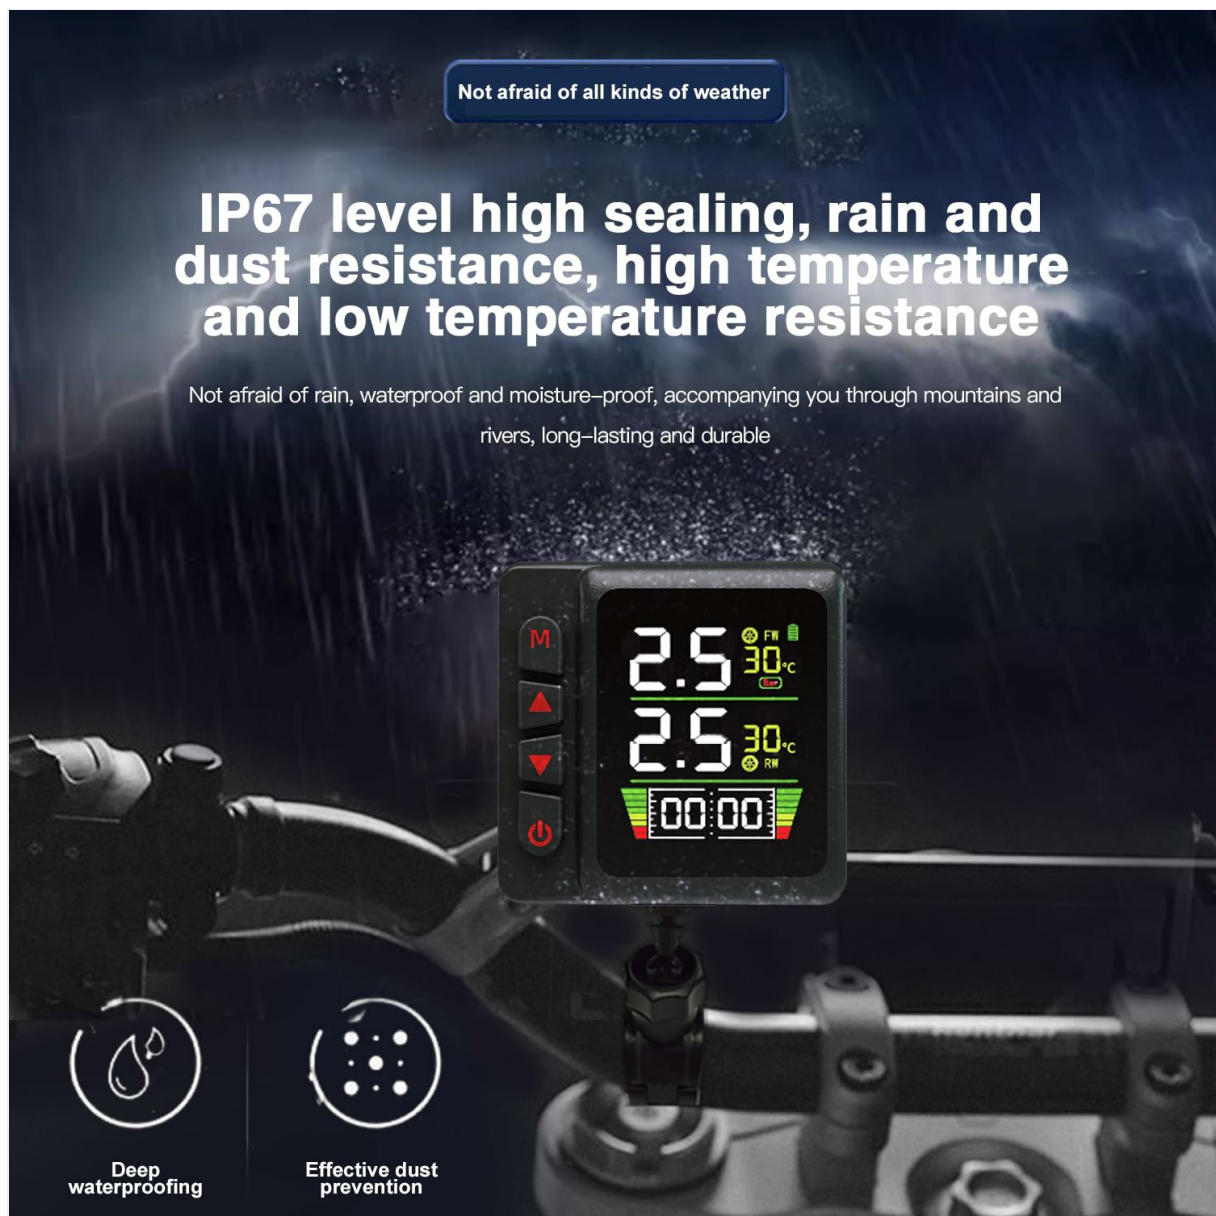 Not afraid of all kinds of weather
IP67 level high sealing, rain and
dust resistance, high temperature
and low temperature resistance
Not afraid of rain, waterproof and moisture-proof, accompanying you through mountains and
rivers, long-lasting and durable
M
2.5 FW 30°C
Bar
2.5 30°C
RW
00:00
Deep
waterproofing
Effective dust
prevention